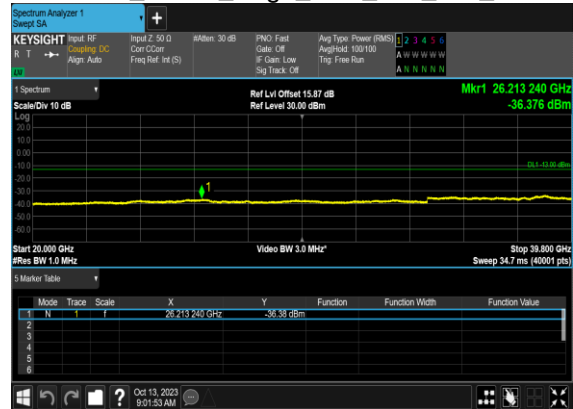 Spectrum Analyzer 1
Swept SA
+
KEYSIGHT Input: RF Input Z: 50 Ω #Atten: 30 dB PNO: Fast Avg Type: Power (RMS) 1 2 3 4 5 6
R T Coupling: DC Corr CCorr Gate: Off Avg|Hold: 100/100 A W W W W W
Align: Auto Freq Ref: Int (S) IF Gain: Low Trig: Free Run
Sig Track: Off A N N N N N
1 Spectrum Ref Lvl Offset 15.87 dB Mkr1 26.213 240 GHz
Scale/Div 10 dB Ref Level 30.00 dBm -36.376 dBm
Log
20.0
10.0
0.00
-10.0 DL1 -13.00 dBm
-20.0
-30.0 1
-40.0
-50.0
-60.0
Start 20.000 GHz Video BW 3.0 MHz* Stop 39.800 GHz
#Res BW 1.0 MHz Sweep 34.7 ms (40001 pts)
5 Marker Table
Mode Trace Scale X Y Function Function Width Function Value
1 N 1 f 26.213 240 GHz -36.38 dBm
2
3
4
5
6
? Oct 13, 2023
9:01:53 AM